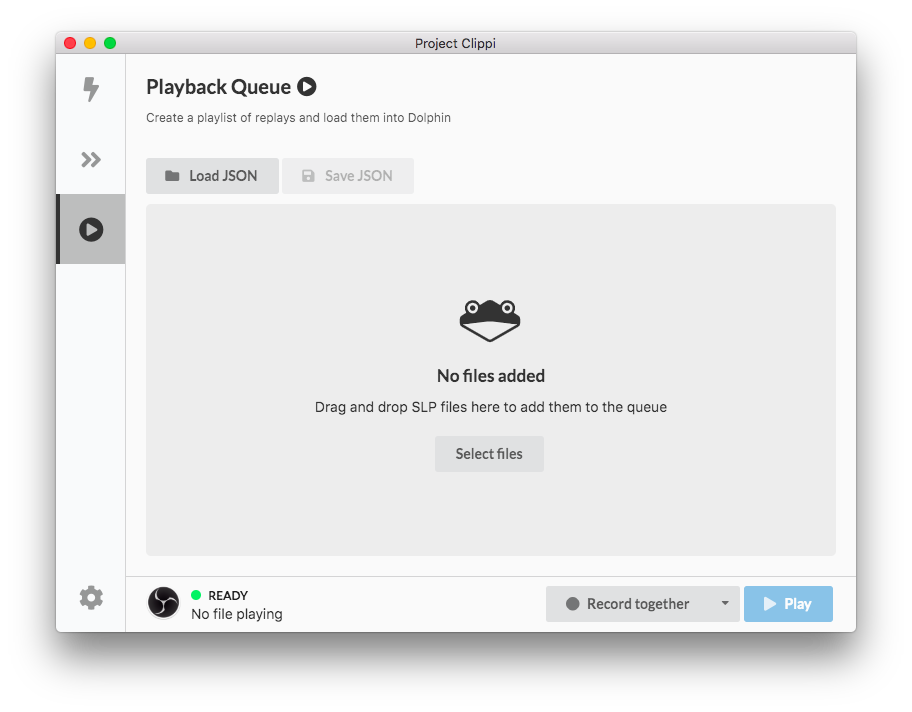 Project Clippi
Playback Queue
Create a playlist of replays and load them into Dolphin
Load JSON
Save JSON
No files added
Drag and drop SLP files here to add them to the queue
Select files
READY
No file playing
Record together
Play